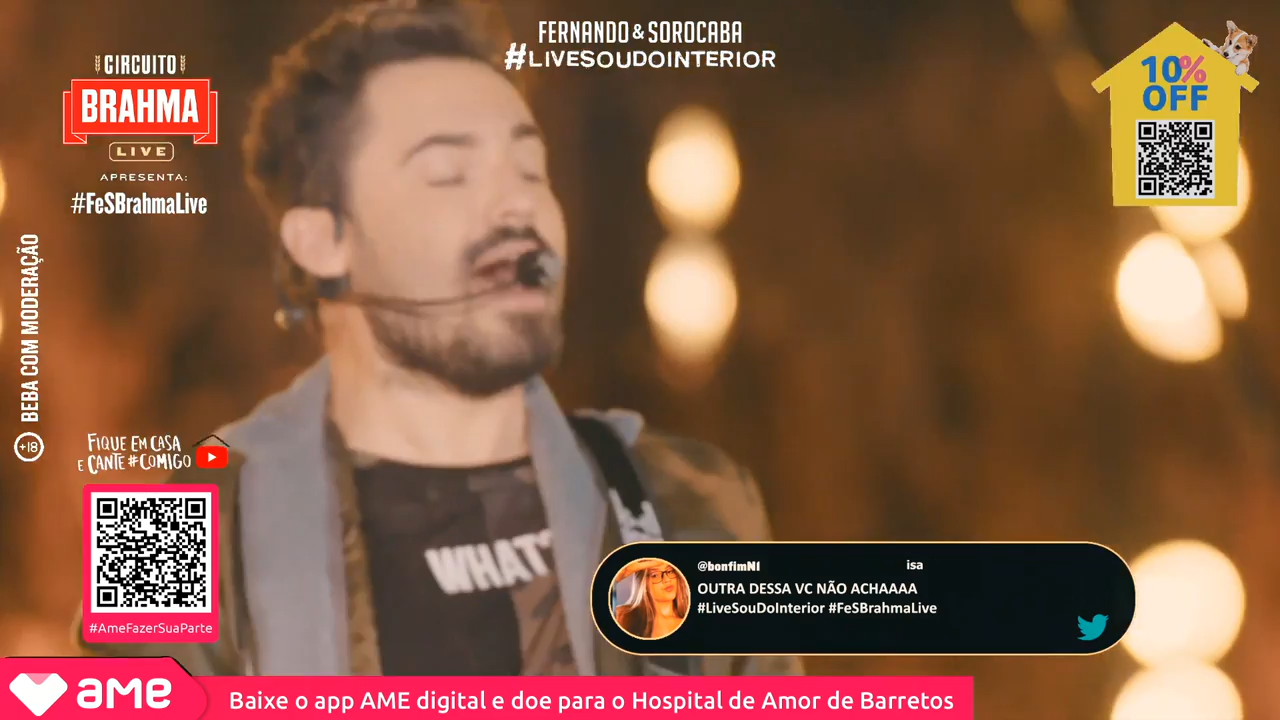 FERNANDO & SOROCABA
#LIVESOUDOINTERIOR
CIRCUITO
BRAHMA
LIVE
APRESENTA:
#FeSBrahmaLive
10%
OFF
+18 BEBA COM MODERAÇÃO
FIQUE EM CASA
E CANTE #COMIGO
#AmeFazerSuaParte
WHAT?
@bonfimN1 isa
OUTRA DESSA VC NÃO ACHAAAA
#LiveSouDoInterior #FeSBrahmaLive
ame
Baixe o app AME digital e doe para o Hospital de Amor de Barretos